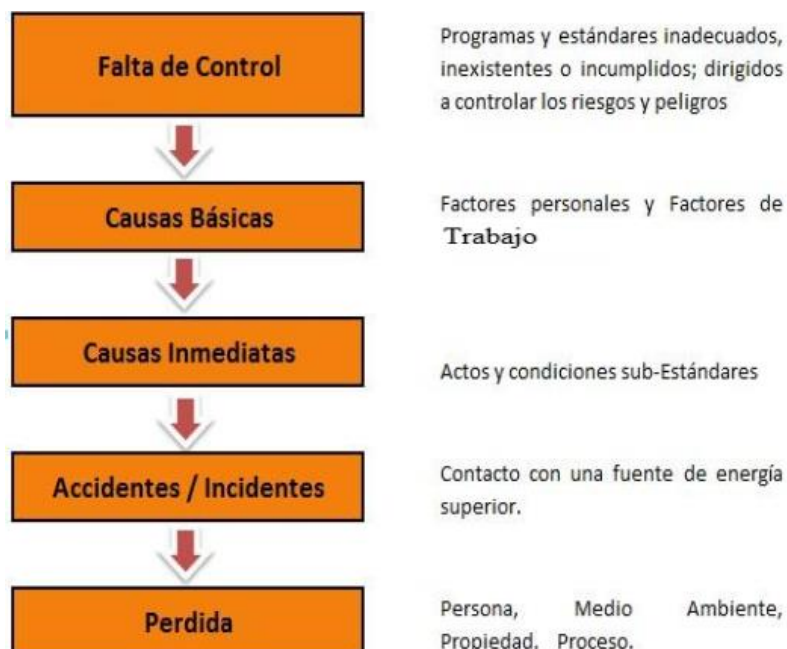 Falta de Control
Programas y estándares inadecuados,
inexistentes o incumplidos; dirigidos
a controlar los riesgos y peligros
Causas Básicas
Factores personales y Factores de
Trabajo
Causas Inmediatas
Actos y condiciones sub-Estándares
Accidentes / Incidentes
Contacto con una fuente de energía
superior.
Perdida
Persona, Medio Ambiente,
Propiedad, Proceso.